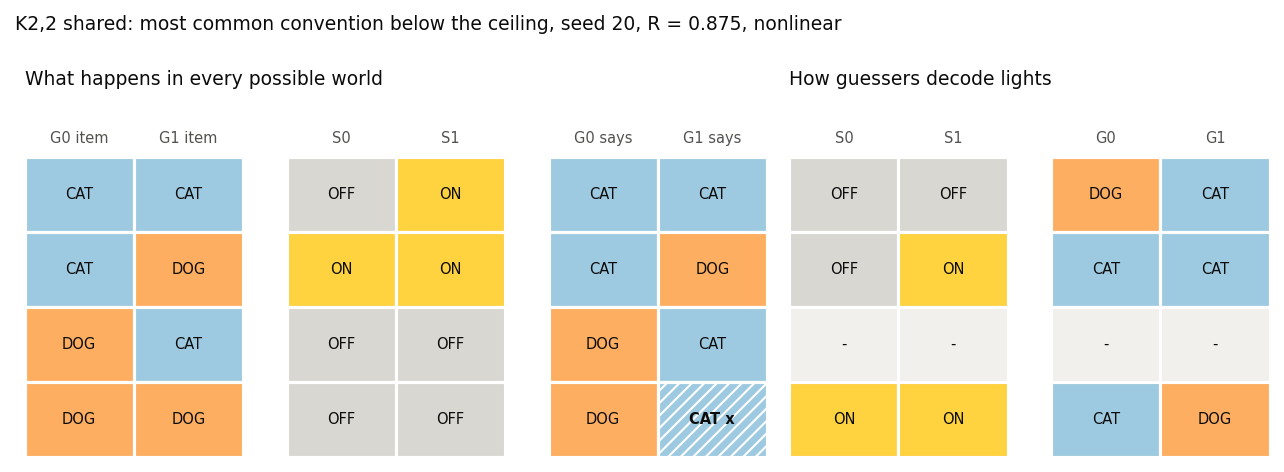 K2,2 shared: most common convention below the ceiling, seed 20, R = 0.875, nonlinear
What happens in every possible world
How guessers decode lights
G0 item G1 item S0 S1 G0 says G1 says S0 S1 G0 G1
CAT CAT OFF ON CAT CAT OFF OFF DOG CAT
CAT DOG ON ON CAT DOG OFF ON CAT CAT
DOG CAT OFF OFF DOG CAT - - - -
DOG DOG OFF OFF DOG CAT x ON ON CAT DOG